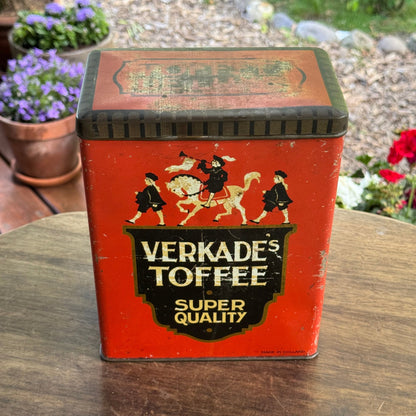 VERKADE's
TOFFEE
SUPER
QUALITY
MADE IN HOLLAND